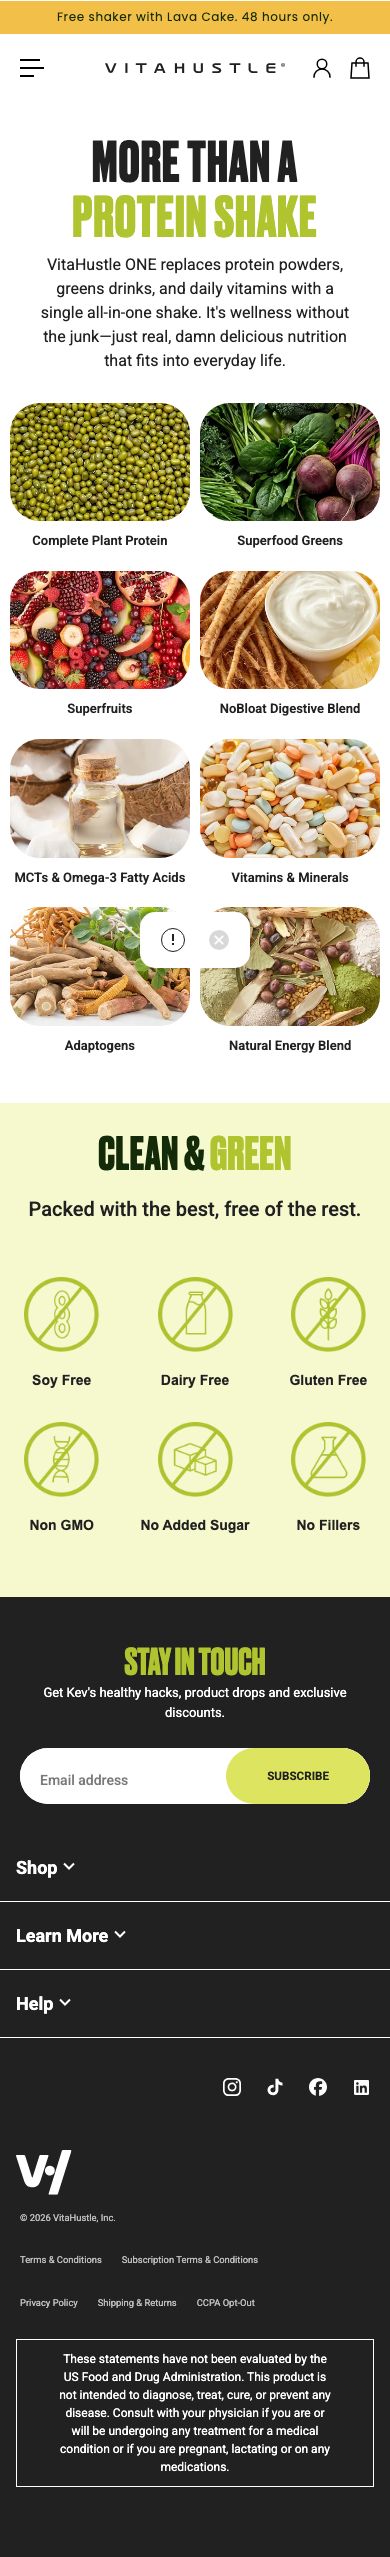 Free shaker with Lava Cake. 48 hours only.
VITAHUSTLE®
MORE THAN A
PROTEIN SHAKE
VitaHustle ONE replaces protein powders,
greens drinks, and daily vitamins with a
single all-in-one shake. It's wellness without
the junk—just real, damn delicious nutrition
that fits into everyday life.
Complete Plant Protein
Superfood Greens
Superfruits
NoBloat Digestive Blend
MCTs & Omega-3 Fatty Acids
Vitamins & Minerals
Adaptogens
Natural Energy Blend
CLEAN & GREEN
Packed with the best, free of the rest.
Soy Free
Dairy Free
Gluten Free
Non GMO
No Added Sugar
No Fillers
STAY IN TOUCH
Get Kev's healthy hacks, product drops and exclusive
discounts.
Email address
SUBSCRIBE
Shop
Learn More
Help
© 2026 VitaHustle, Inc.
Terms & Conditions
Subscription Terms & Conditions
Privacy Policy
Shipping & Returns
CCPA Opt-Out
These statements have not been evaluated by the
US Food and Drug Administration. This product is
not intended to diagnose, treat, cure, or prevent any
disease. Consult with your physician if you are or
will be undergoing any treatment for a medical
condition or if you are pregnant, lactating or on any
medications.